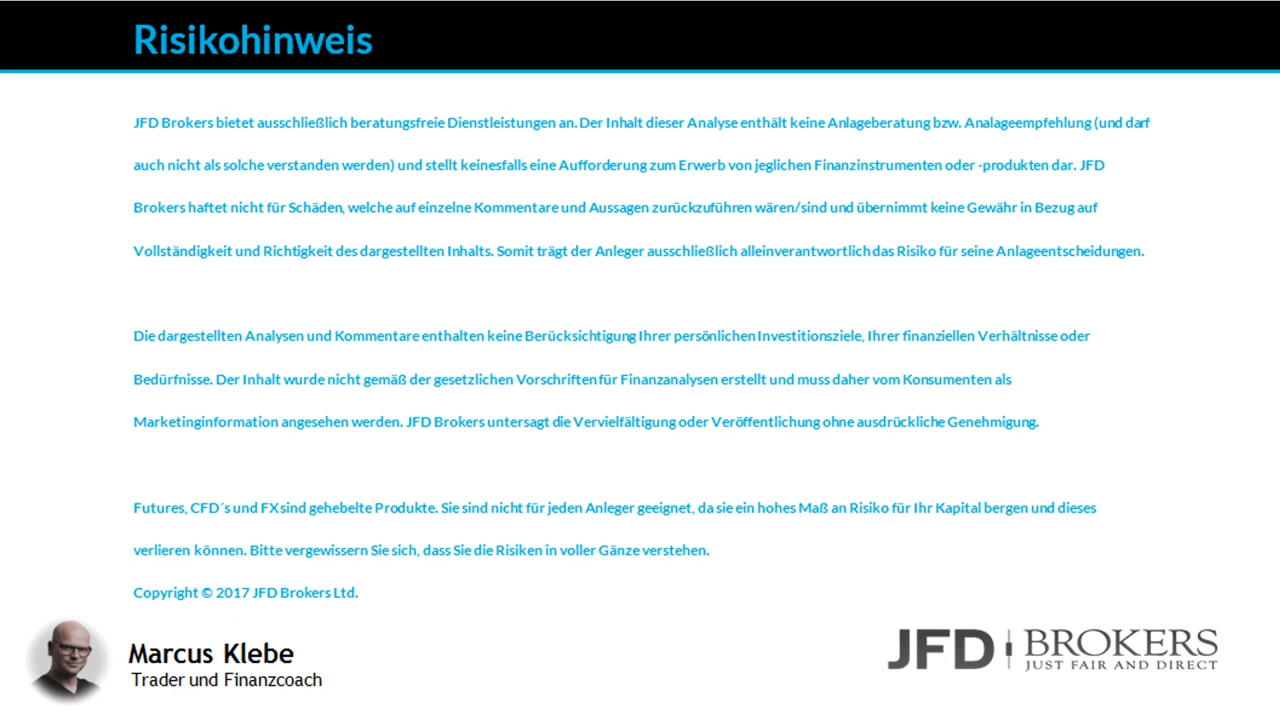 Risikohinweis
JFD Brokers bietet ausschließlich beratungsfreie Dienstleistungen an. Der Inhalt dieser Analyse enthält keine Anlageberatung bzw. Analageempfehlung (und darf
auch nicht als solche verstanden werden) und stellt keinesfalls eine Aufforderung zum Erwerb von jeglichen Finanzinstrumenten oder -produkten dar. JFD
Brokers haftet nicht für Schäden, welche auf einzelne Kommentare und Aussagen zurückzuführen wären/sind und übernimmt keine Gewähr in Bezug auf
Vollständigkeit und Richtigkeit des dargestellten Inhalts. Somit trägt der Anleger ausschließlich alleinverantwortlich das Risiko für seine Anlageentscheidungen.
Die dargestellten Analysen und Kommentare enthalten keine Berücksichtigung Ihrer persönlichen Investitionsziele, Ihrer finanziellen Verhältnisse oder
Bedürfnisse. Der Inhalt wurde nicht gemäß der gesetzlichen Vorschriften für Finanzanalysen erstellt und muss daher vom Konsumenten als
Marketinginformation angesehen werden. JFD Brokers untersagt die Vervielfältigung oder Veröffentlichung ohne ausdrückliche Genehmigung.
Futures, CFD´s und FX sind gehebelte Produkte. Sie sind nicht für jeden Anleger geeignet, da sie ein hohes Maß an Risiko für Ihr Kapital bergen und dieses
verlieren können. Bitte vergewissern Sie sich, dass Sie die Risiken in voller Gänze verstehen.
Copyright © 2017 JFD Brokers Ltd.
Marcus Klebe
Trader und Finanzcoach
JFD BROKERS
JUST FAIR AND DIRECT